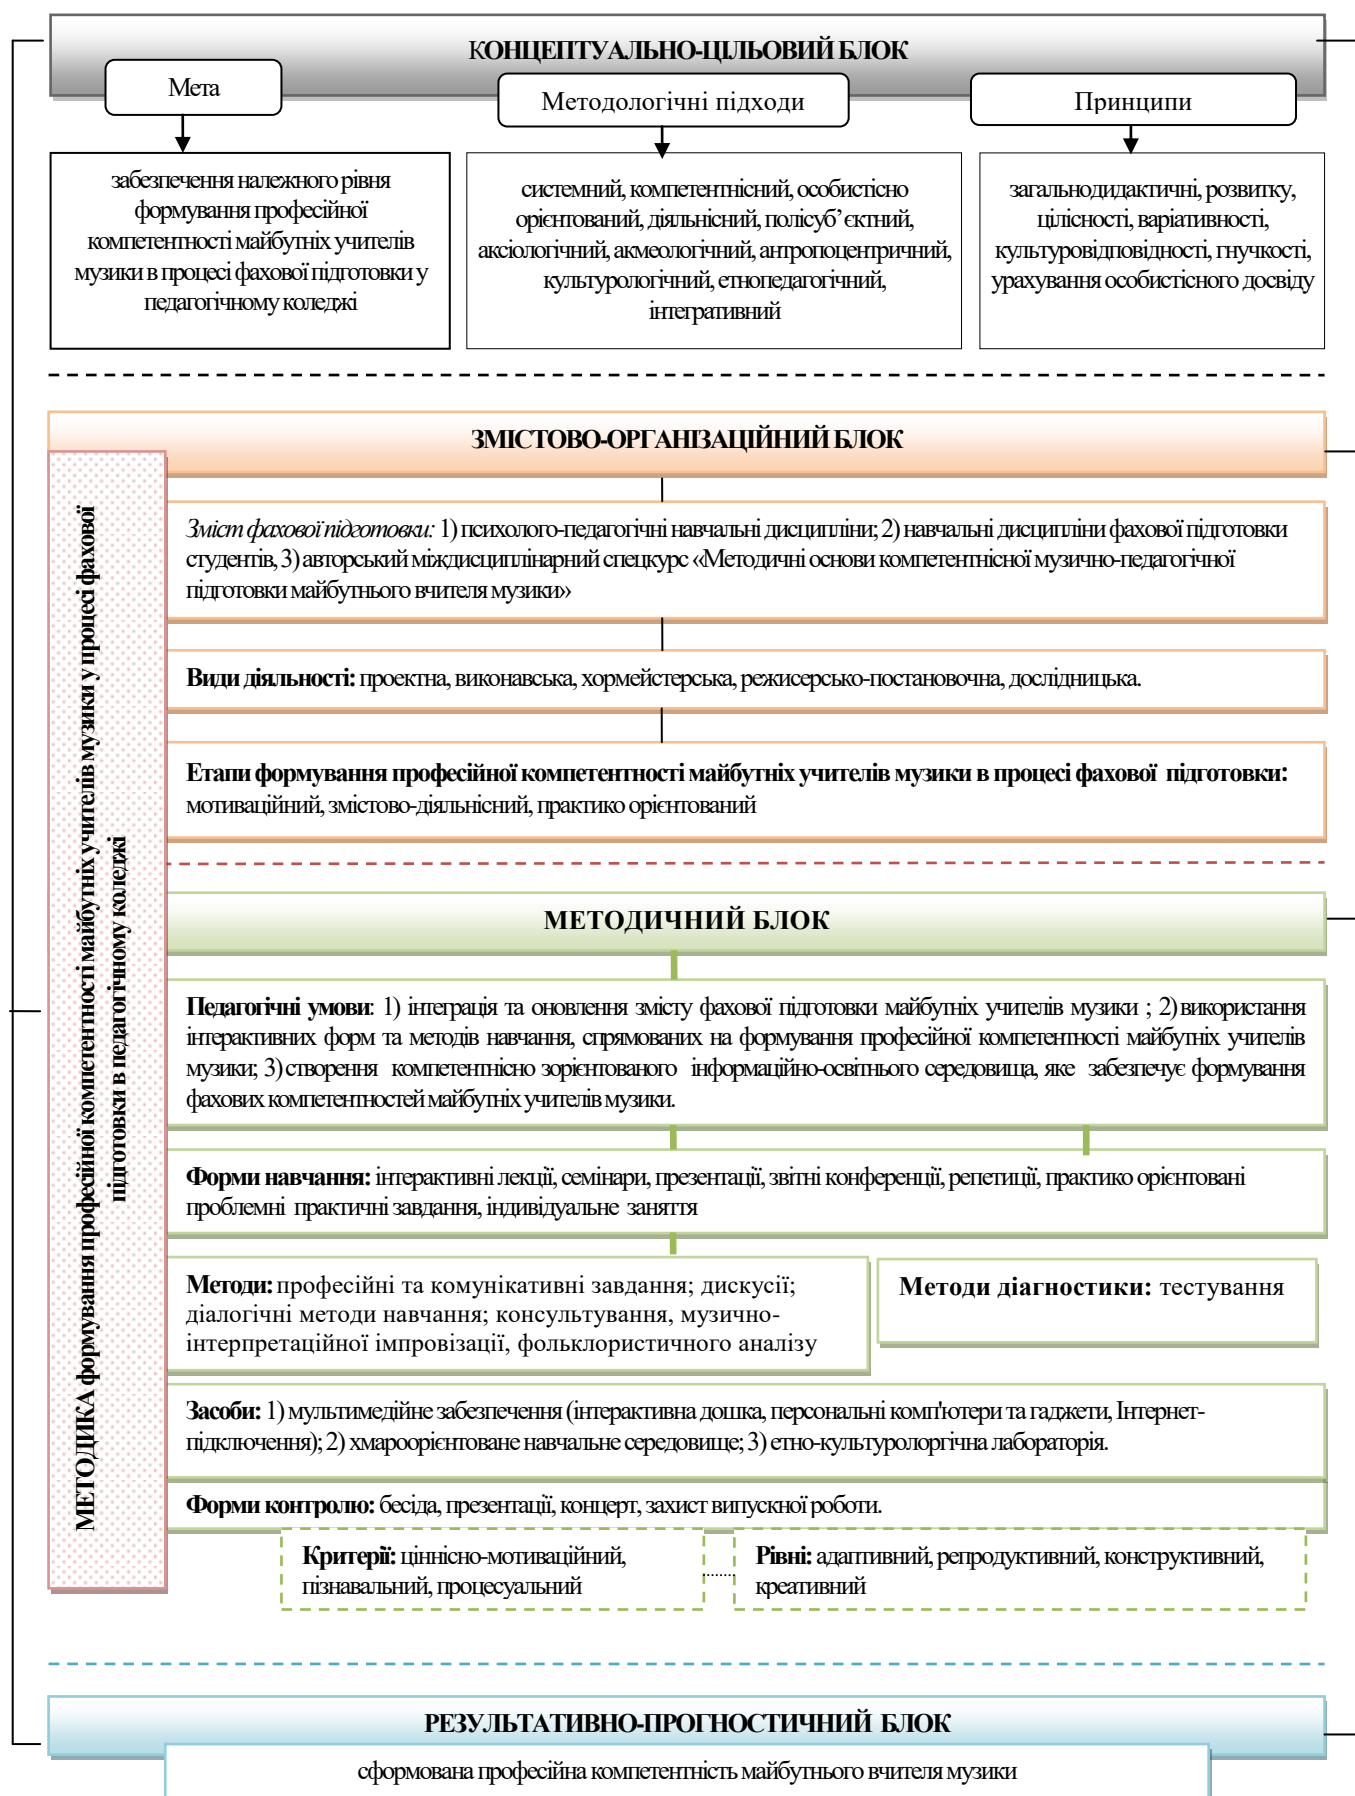 КОНЦЕПТУАЛЬНО-ЦІЛЬОВИЙ БЛОК
Мета
Методологічні підходи
Принципи
забезпечення належного рівня
формування професійної
компетентності майбутніх учителів
музики в процесі фахової підготовки у
педагогічному коледжі
системний, компетентнісний, особистісно
орієнтований, діяльнісний, полісуб’єктний,
аксіологічний, акмеологічний, антропоцентричний,
культурологічний, етнопедагогічний,
інтегративний
загальнодидактичні, розвитку,
цілісності, варіативності,
культуровідповідності, гнучкості,
урахування особистісного досвіду
ЗМІСТОВО-ОРГАНІЗАЦІЙНИЙ БЛОК
МЕТОДИКА формування професійної компетентності майбутніх учителів музики у процесі фахової
підготовки в педагогічному коледжі
Зміст фахової підготовки: 1) психолого-педагогічні навчальні дисципліни; 2) навчальні дисципліни фахової підготовки
студентів, 3) авторський міждисциплінарний спецкурс «Методичні основи компетентнісної музично-педагогічної
підготовки майбутнього вчителя музики»
Види діяльності: проектна, виконавська, хормейстерська, режисерсько-постановочна, дослідницька.
Етапи формування професійної компетентності майбутніх учителів музики в процесі фахової підготовки:
мотиваційний, змістово-діяльнісний, практико орієнтований
МЕТОДИЧНИЙ БЛОК
Педагогічні умови: 1) інтеграція та оновлення змісту фахової підготовки майбутніх учителів музики ; 2) використання
інтерактивних форм та методів навчання, спрямованих на формування професійної компетентності майбутніх учителів
музики; 3) створення компетентнісно зорієнтованого інформаційно-освітнього середовища, яке забезпечує формування
фахових компетентностей майбутніх учителів музики.
Форми навчання: інтерактивні лекції, семінари, презентації, звітні конференції, репетиції, практико орієнтовані
проблемні практичні завдання, індивідуальне заняття
Методи: професійні та комунікативні завдання; дискусії;
діалогічні методи навчання; консультування, музично-
інтерпретаційної імпровізації, фольклористичного аналізу
Методи діагностики: тестування
Засоби: 1) мультимедійне забезпечення (інтерактивна дошка, персональні комп'ютери та гаджети, Інтернет-
підключення); 2) хмароорієнтоване навчальне середовище; 3) етно-культуролоргічна лабораторія.
Форми контролю: бесіда, презентації, концерт, захист випускної роботи.
Критерії: ціннісно-мотиваційний,
пізнавальний, процесуальний
Рівні: адаптивний, репродуктивний, конструктивний,
креативний
РЕЗУЛЬТАТИВНО-ПРОГНОСТИЧНИЙ БЛОК
сформована професійна компетентність майбутнього вчителя музики